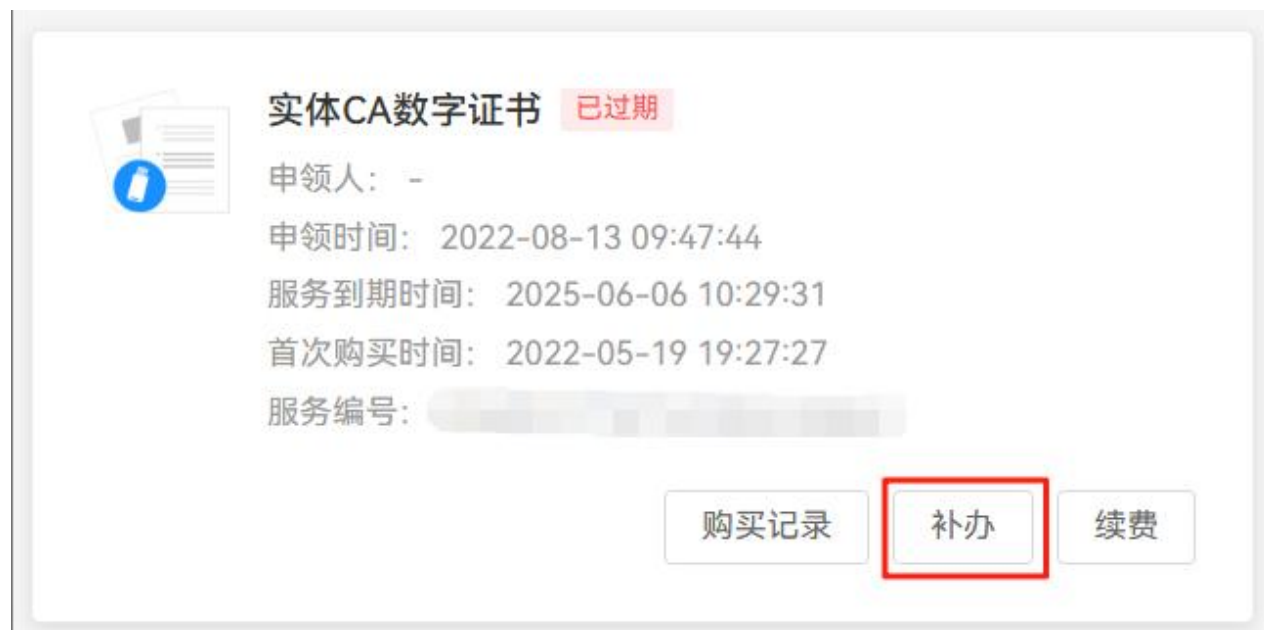 实体CA数字证书 已过期
申领人： -
申领时间： 2022-08-13 09:47:44
服务到期时间： 2025-06-06 10:29:31
首次购买时间： 2022-05-19 19:27:27
服务编号：
购买记录 补办 续费